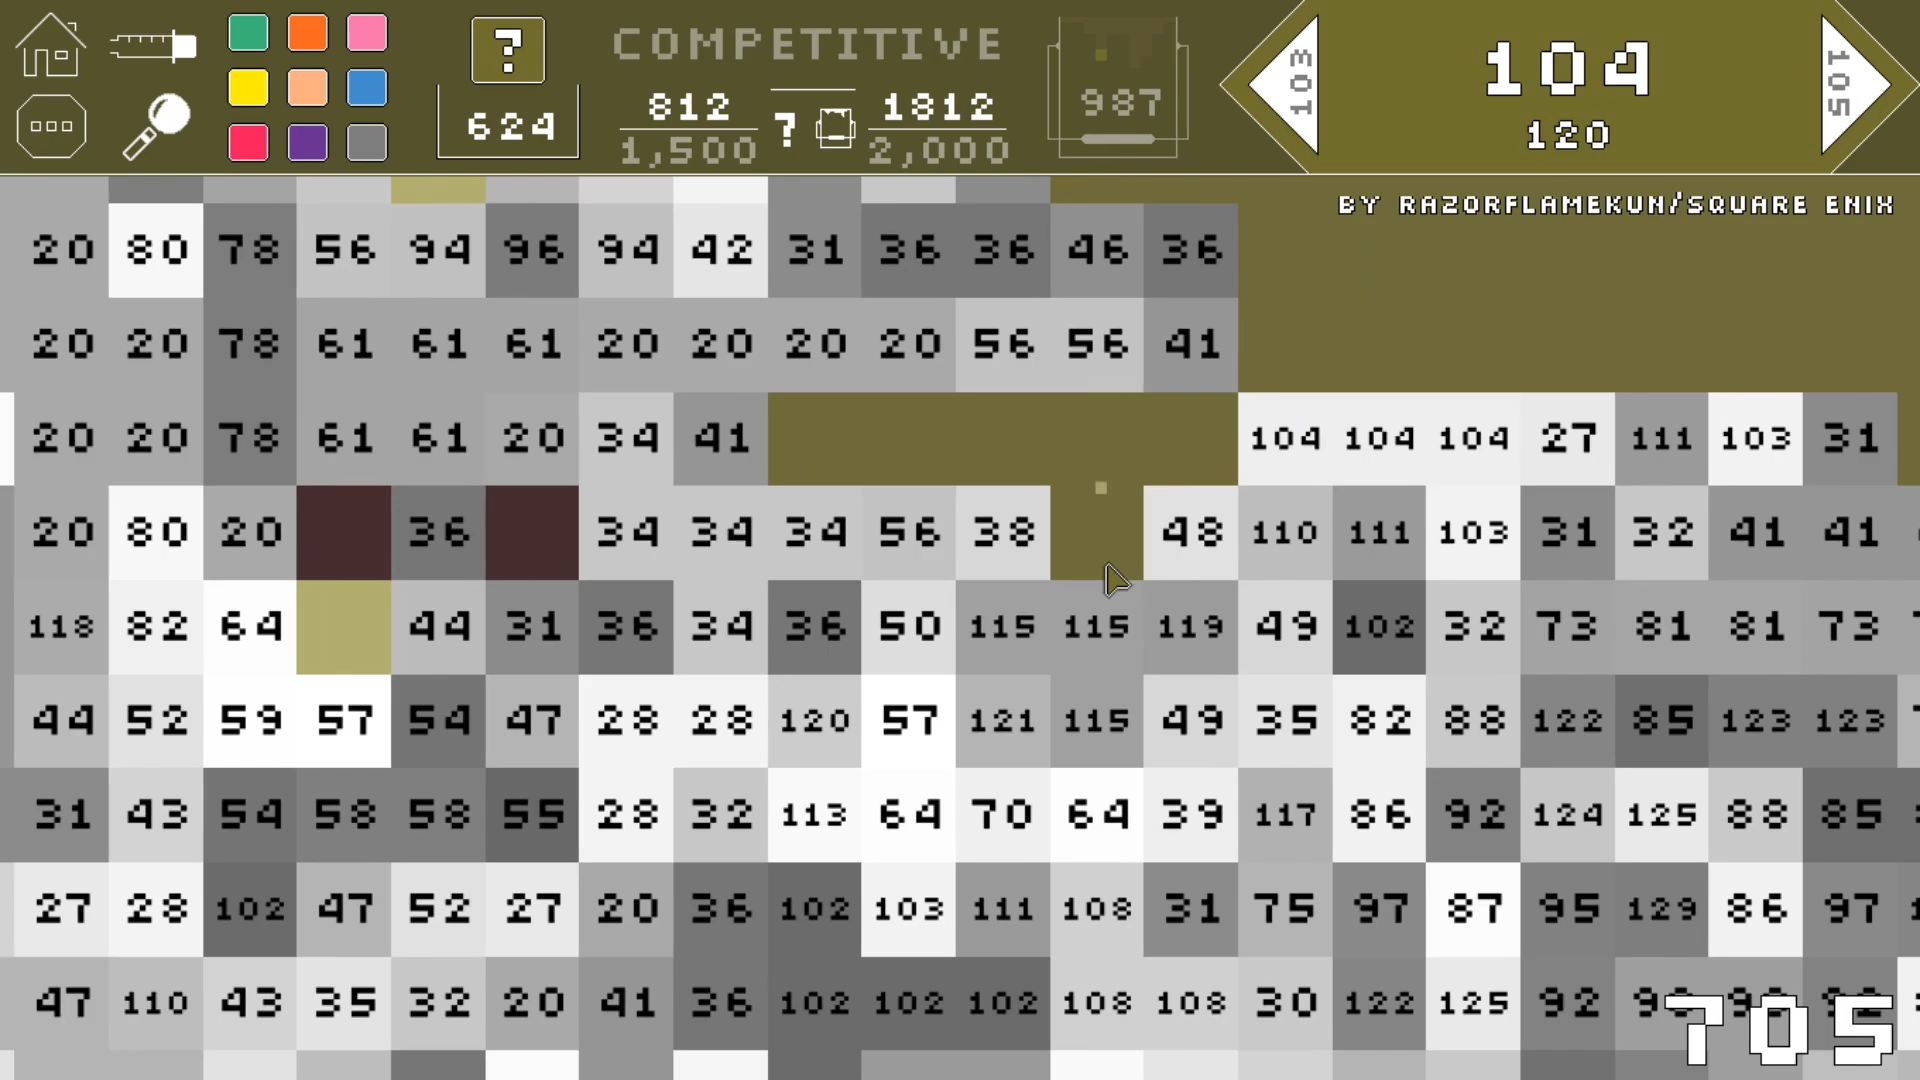 COMPETITIVE
?
624
812
1,500
?
1812
2,000
987
103
104
120
105
BY RAZORFLAMEKUN/SQUARE ENIX
20 80 78 56 94 96 94 42 31 36 36 46 36
20 20 78 61 61 61 20 20 20 20 56 56 41
20 20 78 61 61 20 34 41 104 104 104 27 111 103 31
20 80 20 36 34 34 34 56 38 48 110 111 103 31 32 41 41
118 82 64 44 31 36 34 36 50 115 115 119 49 102 32 73 81 81 73
44 52 59 57 54 47 28 28 120 57 121 115 49 35 82 88 122 85 123 123
31 43 54 58 58 55 28 32 113 64 70 64 39 117 86 92 124 125 88 85
27 28 102 47 52 27 20 36 102 103 111 108 31 75 97 87 95 129 86 97
47 110 43 35 32 20 41 36 102 102 102 108 108 30 122 125 92
705